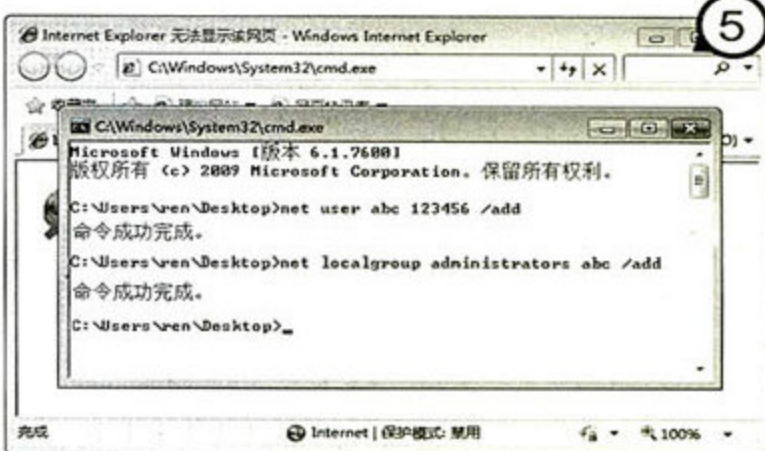 5
Internet Explorer 无法显示该网页 - Windows Internet Explorer
C:\Windows\System32\cmd.exe
C:\Windows\System32\cmd.exe
Microsoft Windows [版本 6.1.7600]
版权所有 (c) 2009 Microsoft Corporation。保留所有权利。
C:\Users\ren\Desktop>net user abc 123456 /add
命令成功完成。
C:\Users\ren\Desktop>net localgroup administrators abc /add
命令成功完成。
C:\Users\ren\Desktop>_
完成
Internet | 保护模式: 禁用
100%